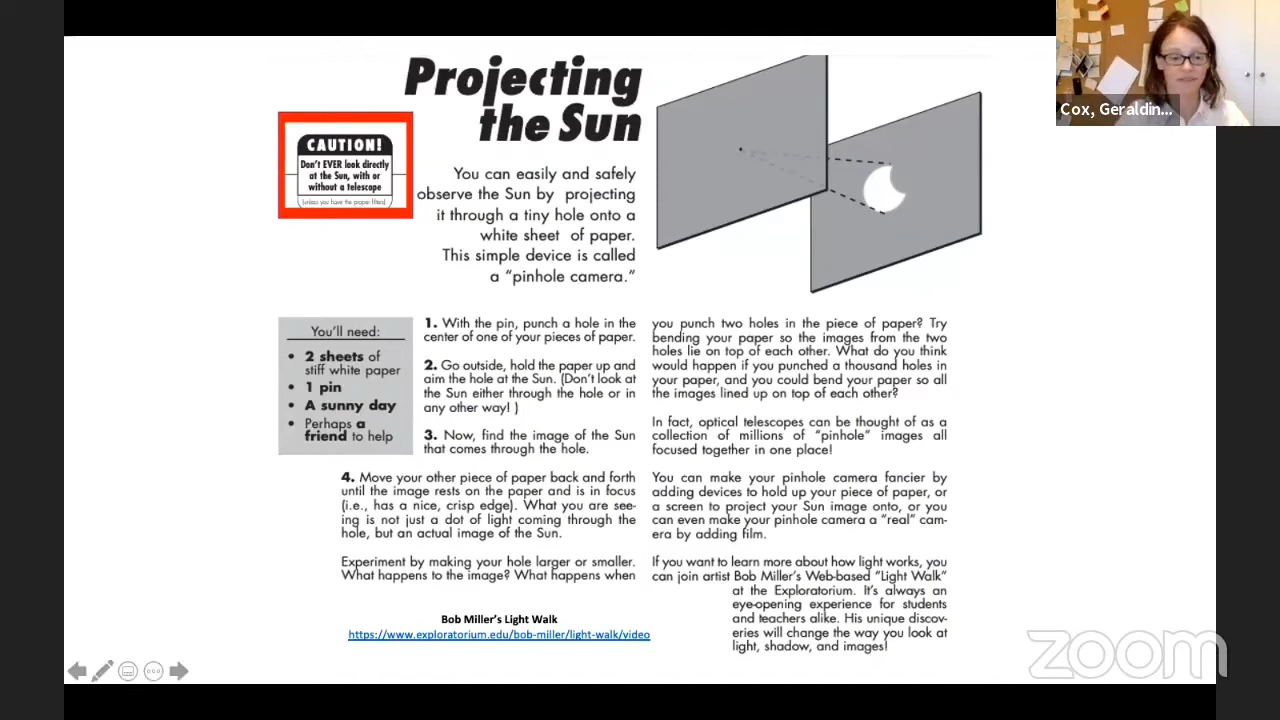 Projecting
the Sun
CAUTION!
Don't EVER look directly
at the Sun, with or
without a telescope
(unless you have the proper filters)
You can easily and safely
observe the Sun by projecting
it through a tiny hole onto a
white sheet of paper.
This simple device is called
a “pinhole camera.”
You'll need:
• 2 sheets of
stiff white paper
• 1 pin
• A sunny day
• Perhaps a
friend to help
1. With the pin, punch a hole in the
center of one of your pieces of paper.
2. Go outside, hold the paper up and
aim the hole at the Sun. (Don't look at
the Sun either through the hole or in
any other way! )
3. Now, find the image of the Sun
that comes through the hole.
4. Move your other piece of paper back and forth
until the image rests on the paper and is in focus
(i.e., has a nice, crisp edge). What you are see-
ing is not just a dot of light coming through the
hole, but an actual image of the Sun.
Experiment by making your hole larger or smaller.
What happens to the image? What happens when
you punch two holes in the piece of paper? Try
bending your paper so the images from the two
holes lie on top of each other. What do you think
would happen if you punched a thousand holes in
your paper, and you could bend your paper so all
the images lined up on top of each other?
In fact, optical telescopes can be thought of as a
collection of millions of “pinhole” images all
focused together in one place!
You can make your pinhole camera fancier by
adding devices to hold up your piece of paper, or
a screen to project your Sun image onto, or you
can even make your pinhole camera a “real” cam-
era by adding film.
If you want to learn more about how light works, you
can join artist Bob Miller's Web-based “Light Walk”
at the Exploratorium. It's always an
eye-opening experience for students
and teachers alike. His unique discov-
eries will change the way you look at
light, shadow, and images!
Bob Miller's Light Walk
https://www.exploratorium.edu/bob-miller/light-walk/video
Cox, Geraldin...
zoom